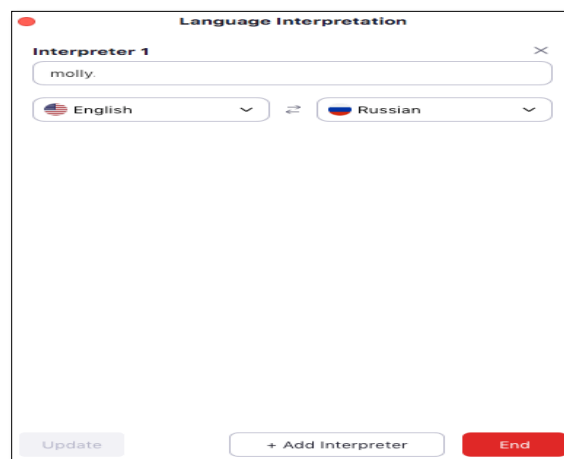 Language Interpretation
Interpreter 1
molly.
English Russian
Update + Add Interpreter End